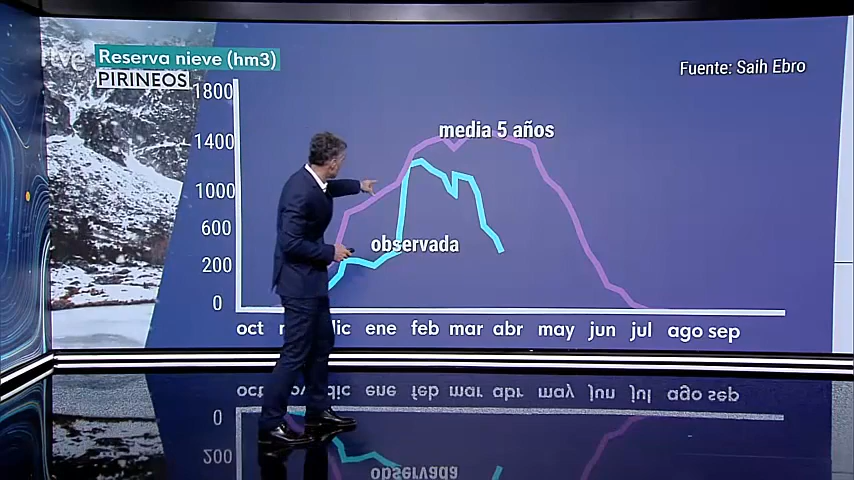 rtve
Reserva nieve (hm3)
PIRINEOS
Fuente: Saih Ebro
1800
1400
1000
600
200
0
media 5 años
observada
oct dic ene feb mar abr may jun jul ago sep